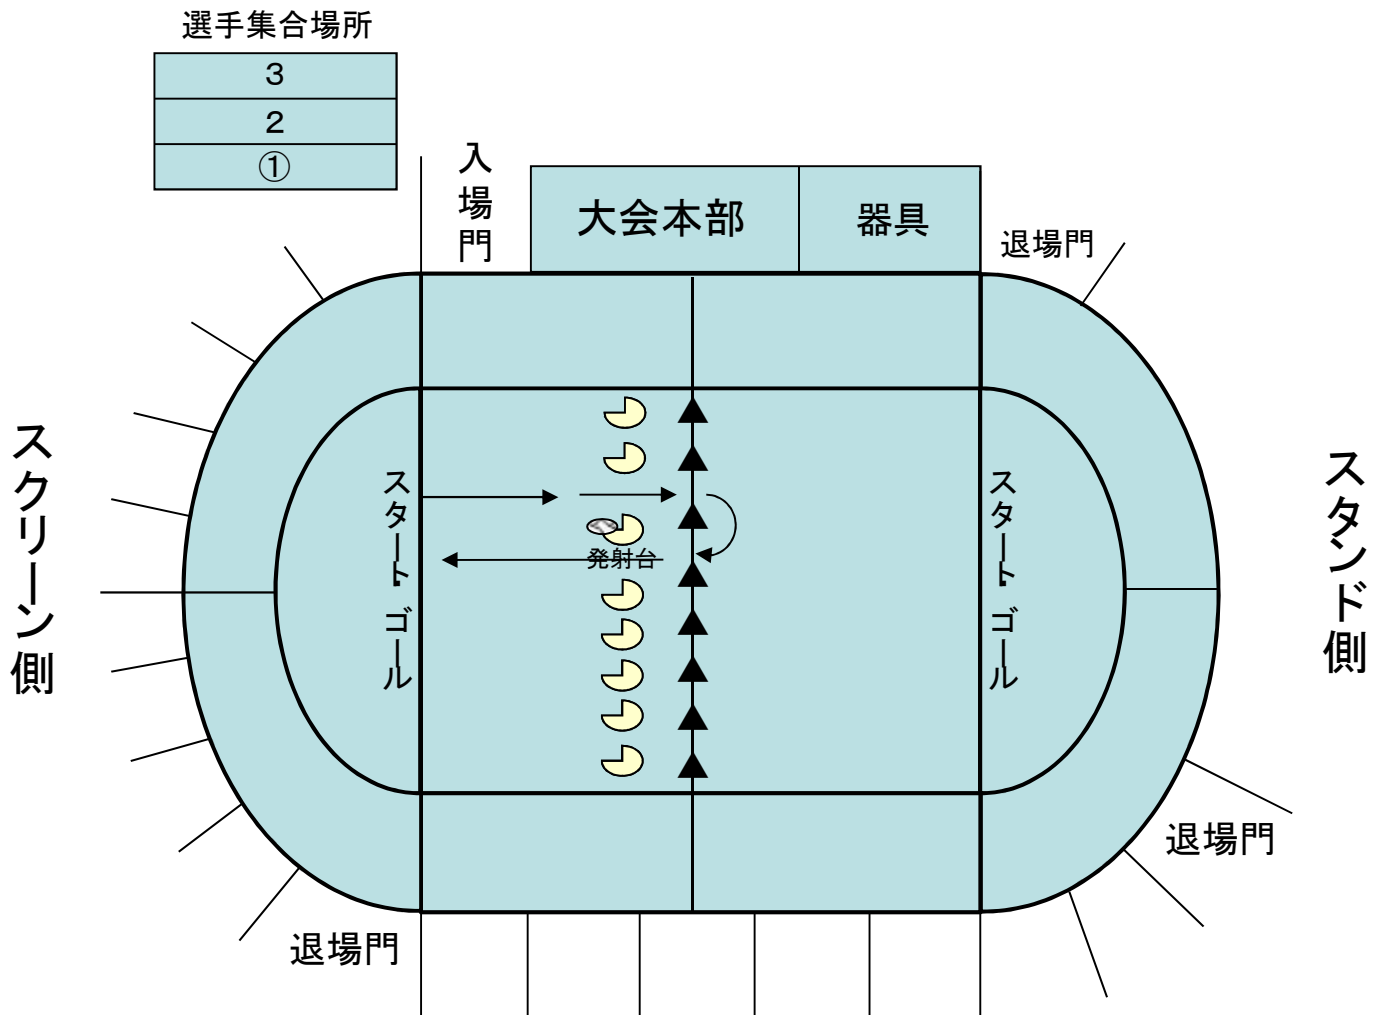 選手集合場所
３
２
①
入場門
大会本部
器具
退場門
スクリーン側
スタート ゴール
発射台
スタート ゴール
スタンド側
退場門
退場門